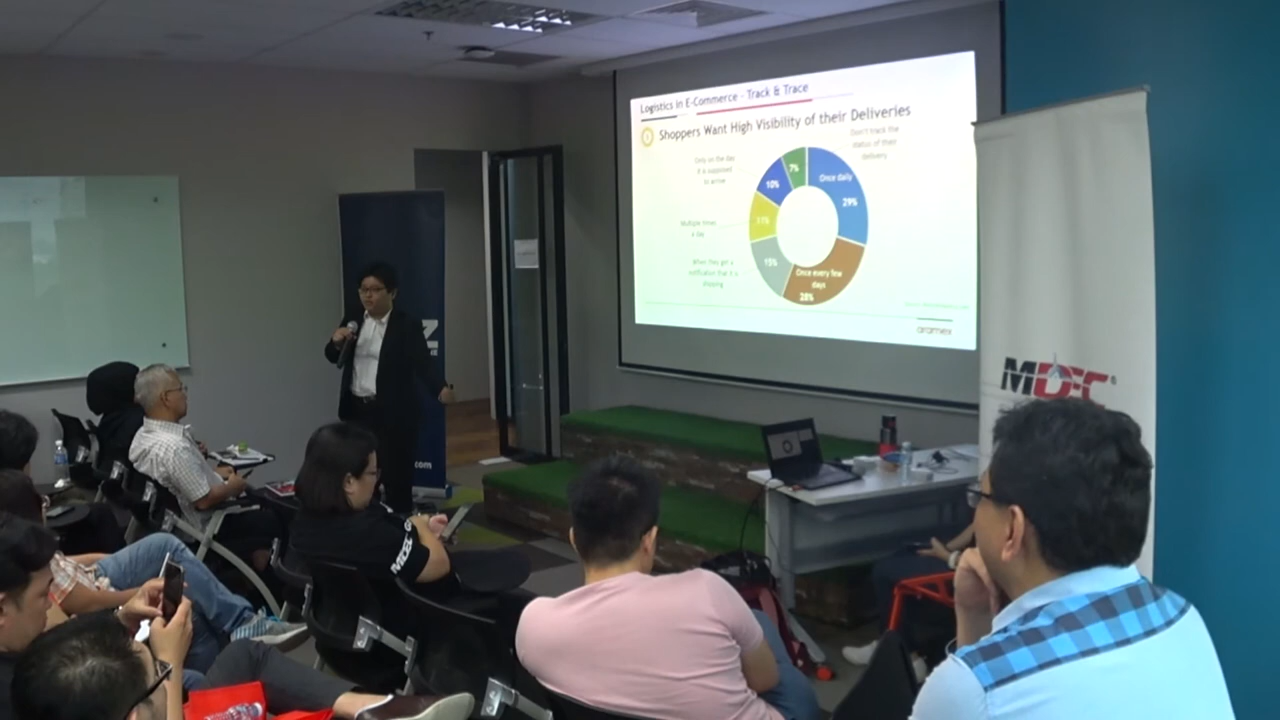 Logistics in E-Commerce - Track & Trace
Shoppers Want High Visibility of their Deliveries
Don't track the
status of their
delivery
Only on the day
it is supposed
to arrive
7%
Once daily
10%
29%
11%
Multiple times
a day
15%
When they get a
notification that it is
shipping
Once every few
days
28%
aramex
MDEC
Z
.com
MDEC